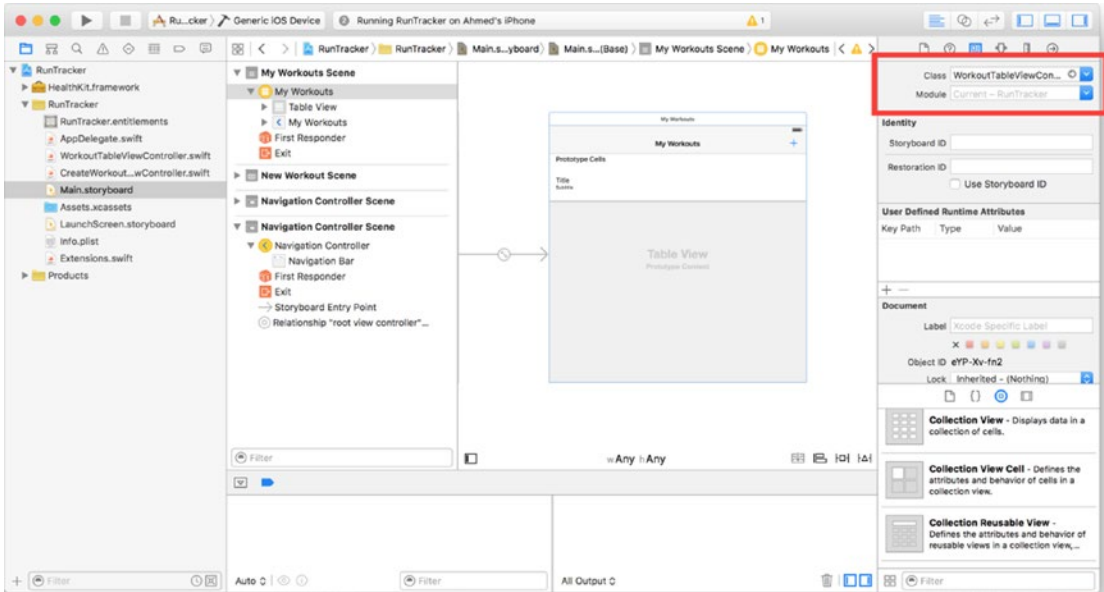 Ru...cker
Generic iOS Device
Running RunTracker on Ahmed's iPhone
1
RunTracker
HealthKit.framework
RunTracker
RunTracker.entitlements
AppDelegate.swift
WorkoutTableViewController.swift
CreateWorkout...wController.swift
Main.storyboard
Assets.xcassets
LaunchScreen.storyboard
Info.plist
Extensions.swift
Products
Filter
RunTracker
RunTracker
Main.s...yboard
Main.s...(Base)
My Workouts Scene
My Workouts
My Workouts Scene
My Workouts
Table View
My Workouts
First Responder
Exit
New Workout Scene
Navigation Controller Scene
Navigation Controller Scene
Navigation Controller
Navigation Bar
First Responder
Exit
Storyboard Entry Point
Relationship "root view controller"...
Filter
My Workouts
My Workouts
+
Prototype Cells
Title
Subtitle
Table View
Prototype Content
w Any h Any
Auto
Filter
All Output
Class WorkoutTableViewCon...
Module Current – RunTracker
Identity
Storyboard ID
Restoration ID
Use Storyboard ID
User Defined Runtime Attributes
Key Path Type Value
+ —
Document
Label Xcode Specific Label
Object ID eYP-Xv-fn2
Lock Inherited - (Nothing)
Collection View - Displays data in a
collection of cells.
Collection View Cell - Defines the
attributes and behavior of cells in a
collection view.
Collection Reusable View -
Defines the attributes and behavior of
reusable views in a collection view,...
Filter